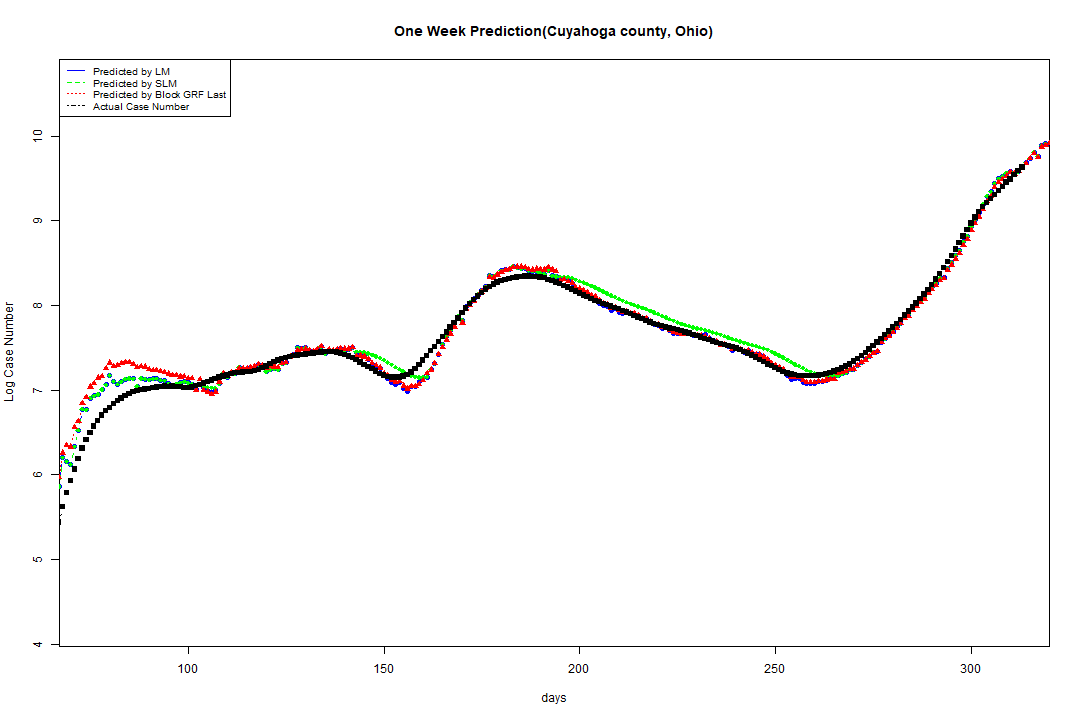 One Week Prediction(Cuyahoga county, Ohio)
Predicted by LM
Predicted by SLM
Predicted by Block GRF Last
Actual Case Number
10
9
8
7
6
5
4
Log Case Number
100 150 200 250 300
days